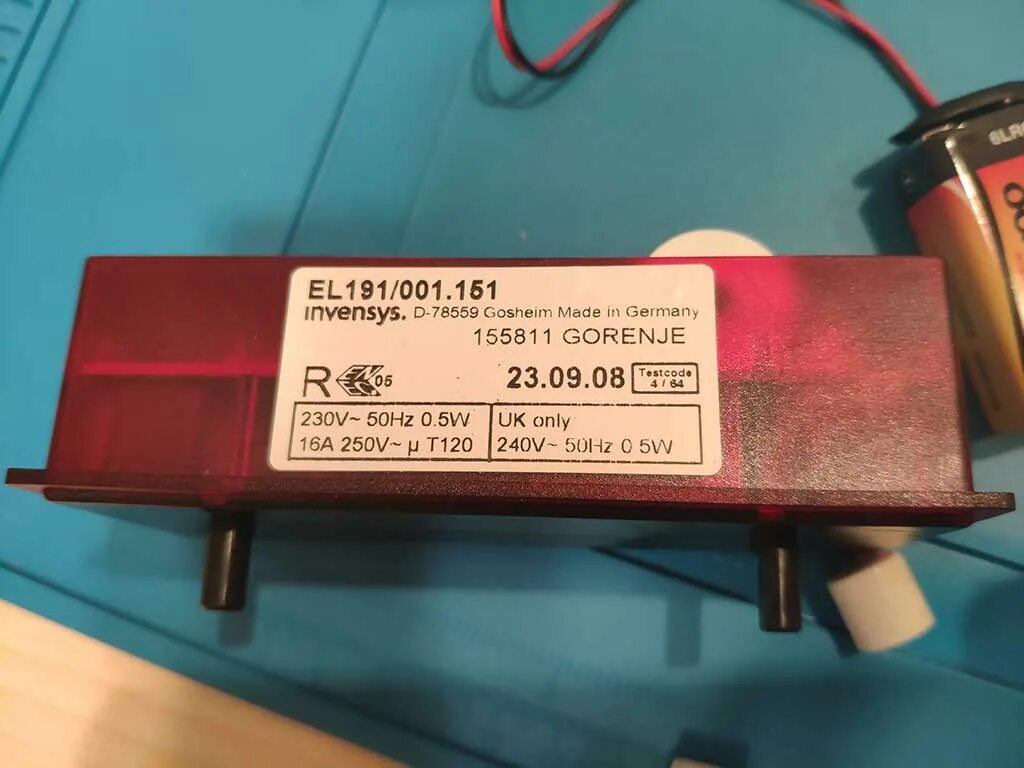 EL191/001.151
invensys. D-78559 Gosheim Made in Germany
155811 GORENJE
R ENEC 05 23.09.08 Testcode
4 / 64
230V~ 50Hz 0.5W
16A 250V~ µ T120
UK only
240V~ 50Hz 0 5W